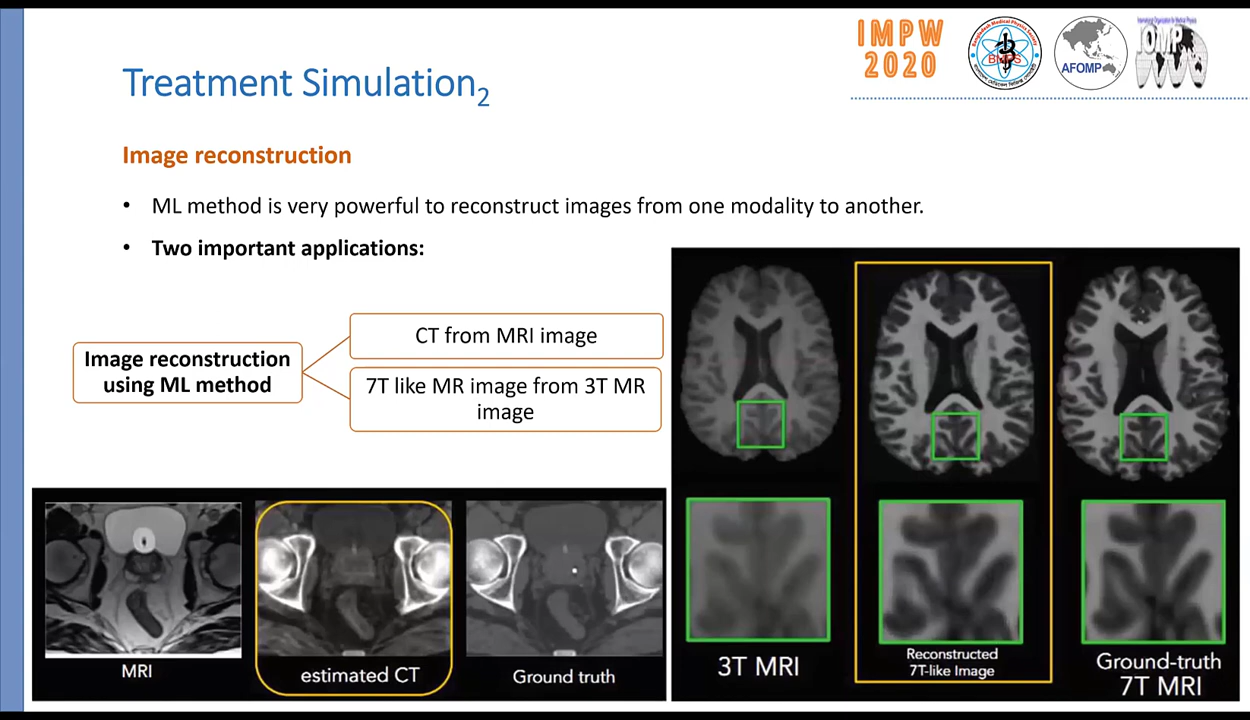 IMPW
2020
BMPS
AFOMP
IOMP
Treatment Simulation2
Image reconstruction
• ML method is very powerful to reconstruct images from one modality to another.
• Two important applications:
Image reconstruction
using ML method
CT from MRI image
7T like MR image from 3T MR
image
MRI
estimated CT
Ground truth
3T MRI
Reconstructed
7T-like Image
Ground-truth
7T MRI